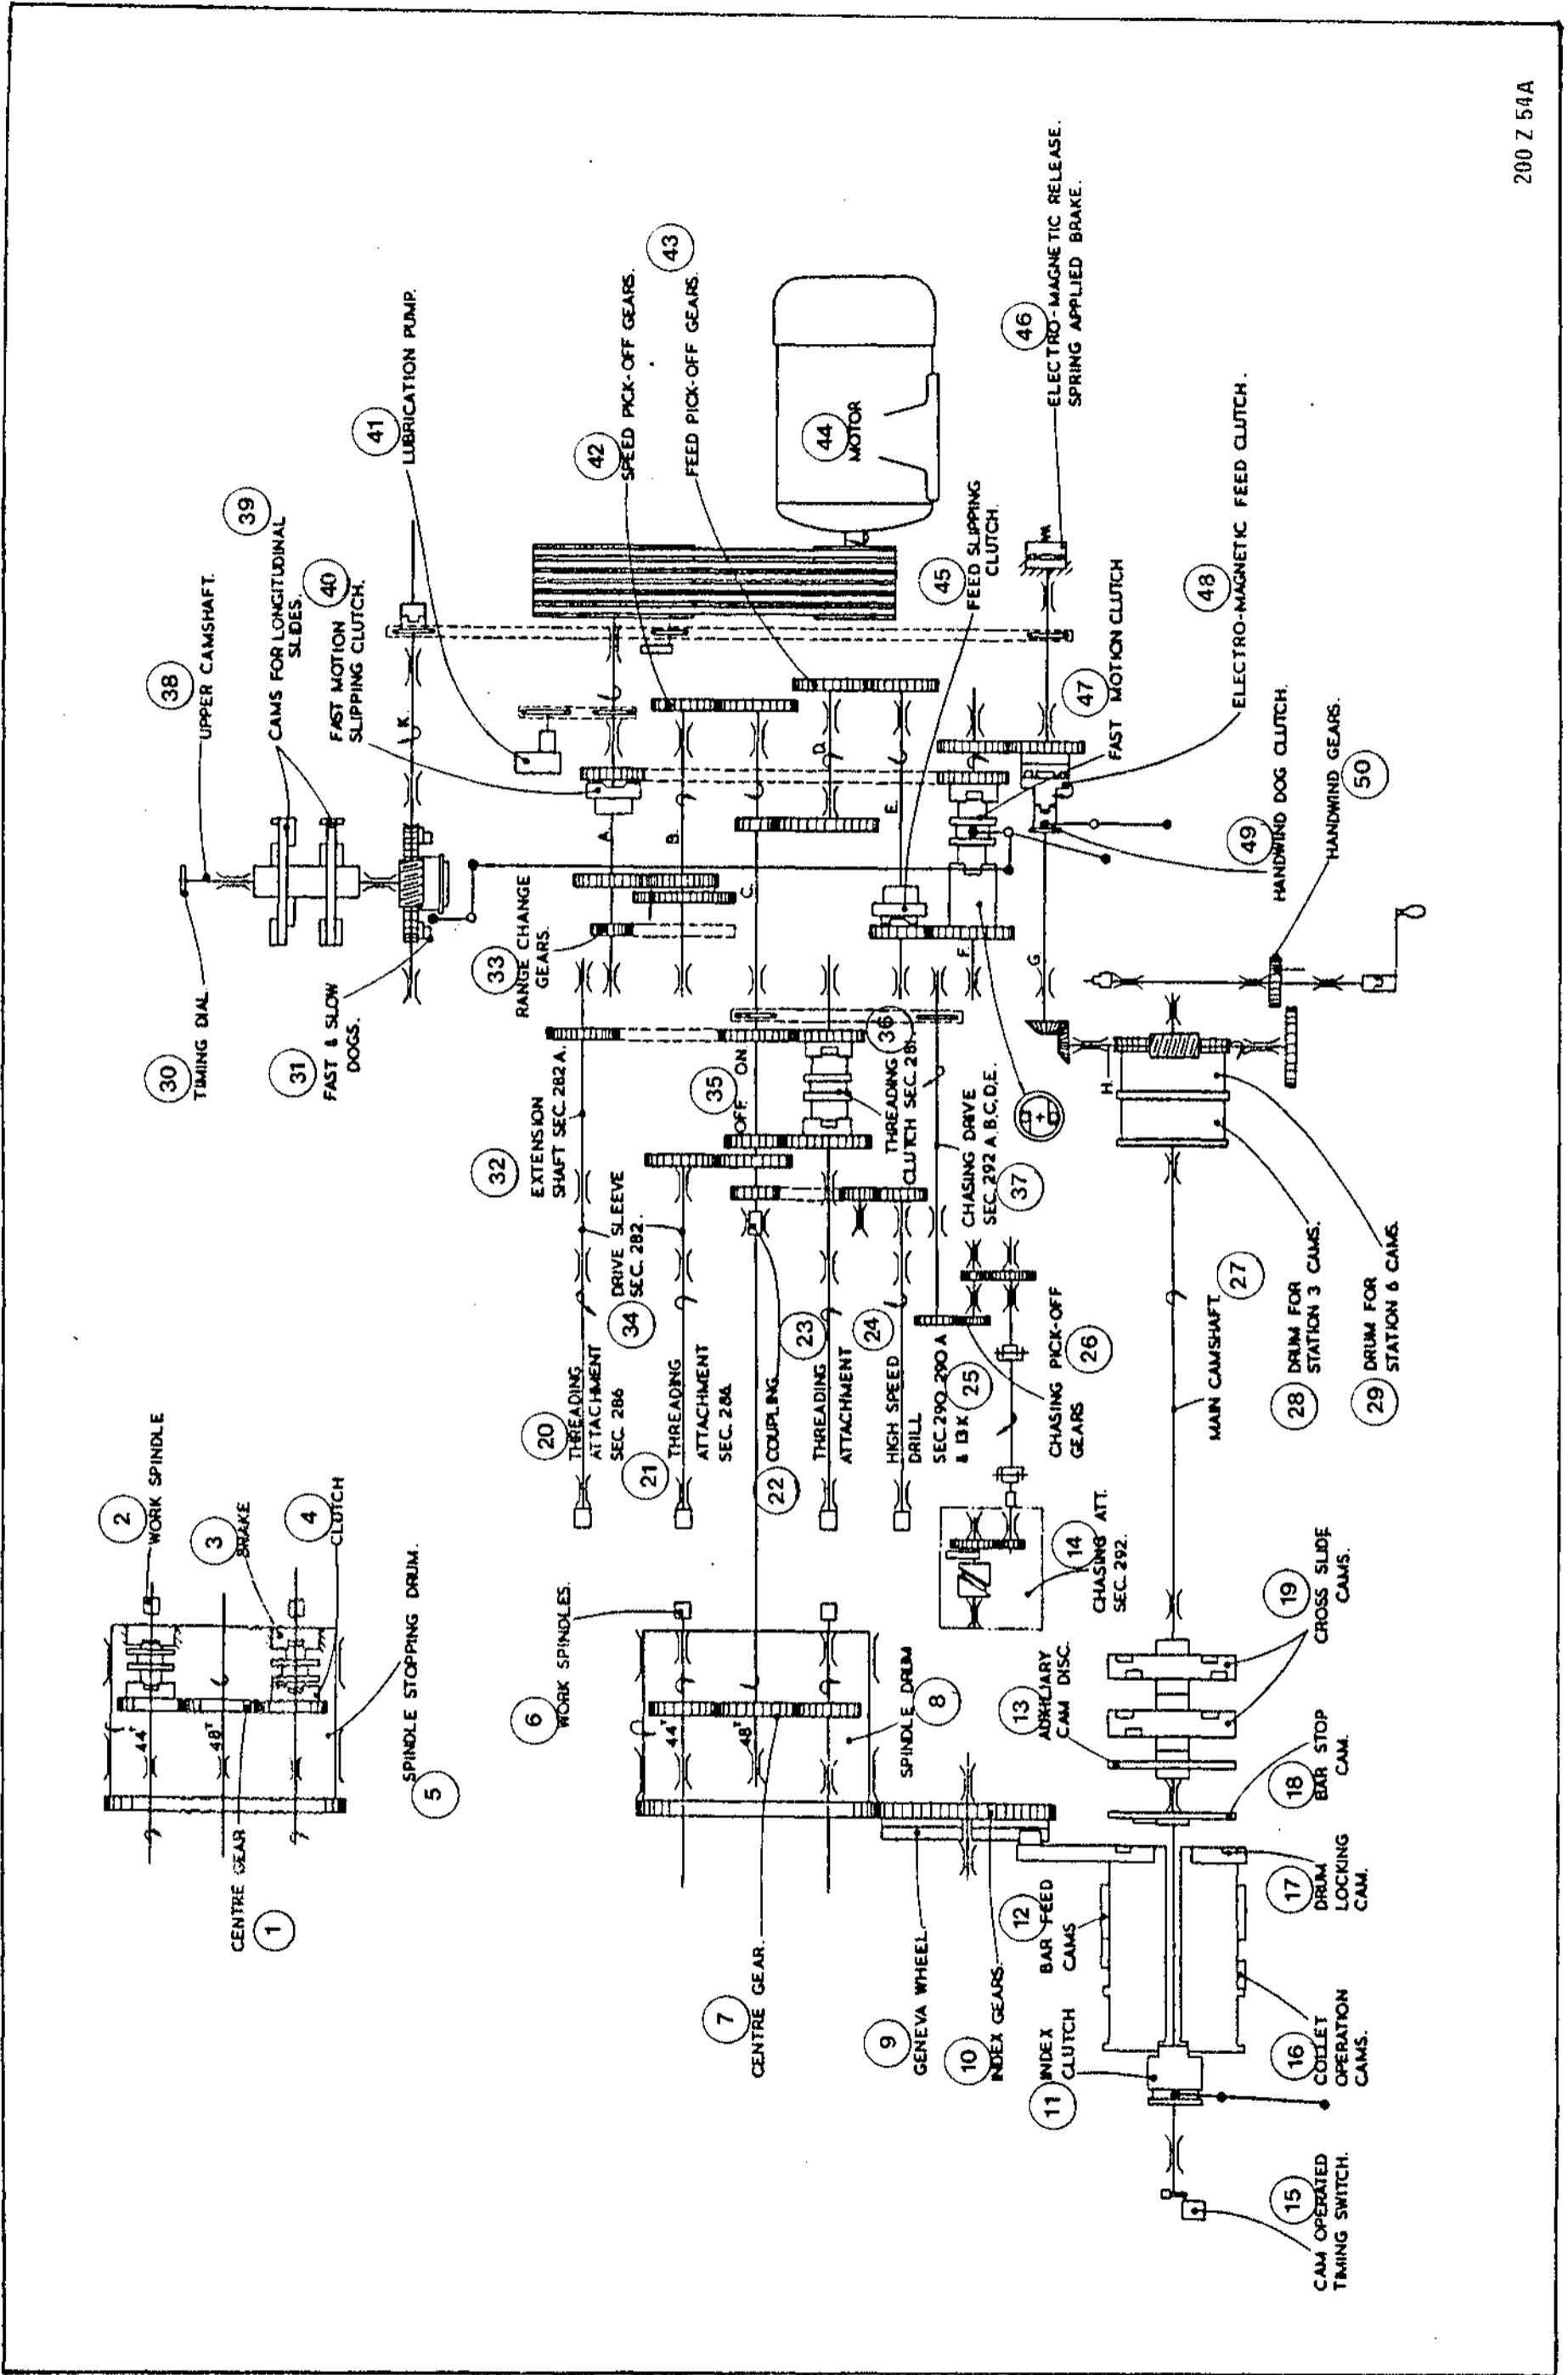 1
CENTRE GEAR
2
WORK SPINDLE
3
BRAKE
4
CLUTCH
5
SPINDLE STOPPING DRUM.
44T
48T
6
WORK SPINDLES.
7
CENTRE GEAR.
44T
48T
8
SPINDLE DRUM
9
GENEVA WHEEL.
10
INDEX GEARS.
11
INDEX
CLUTCH
12
BAR FEED
CAMS
13
AUXILIARY
CAM DISC.
14
CHASING ATT.
SEC. 292.
15
CAM OPERATED
TIMING SWITCH.
16
COLLET
OPERATION
CAMS.
17
DRUM
LOCKING
CAM.
18
BAR STOP
CAM.
19
CROSS SLIDE
CAMS.
20
THREADING
ATTACHMENT
SEC. 286
21
THREADING
ATTACHMENT
SEC. 286.
22
COUPLING.
23
THREADING
ATTACHMENT
24
HIGH SPEED
DRILL
SEC. 290 290 A
& 13 K
25
26
CHASING PICK-OFF
GEARS
27
MAIN CAMSHAFT.
28
DRUM FOR
STATION 3 CAMS.
29
DRUM FOR
STATION 6 CAMS.
30
TIMING DIAL.
31
FAST & SLOW
DOGS.
32
EXTENSION
SHAFT SEC. 282 A.
33
RANGE CHANGE
GEARS.
34
DRIVE SLEEVE
SEC. 282.
35
OFF.
ON.
36
THREADING
CLUTCH SEC. 281.
37
CHASING DRIVE
SEC. 292 A,B,C,D,E.
38
UPPER CAMSHAFT.
39
CAMS FOR LONGITUDINAL
SLIDES.
40
FAST MOTION
SLIPPING CLUTCH.
41
LUBRICATION PUMP.
42
SPEED PICK-OFF GEARS.
43
FEED PICK-OFF GEARS.
44
MOTOR
45
FEED SLIPPING
CLUTCH.
46
ELECTRO-MAGNETIC RELEASE.
SPRING APPLIED BRAKE.
47
FAST MOTION CLUTCH
48
ELECTRO-MAGNETIC FEED CLUTCH.
49
HANDWIND DOG CLUTCH.
50
HANDWIND GEARS.
K.
A.
B.
C.
D.
E.
F.
G.
H.
200 Z 54A